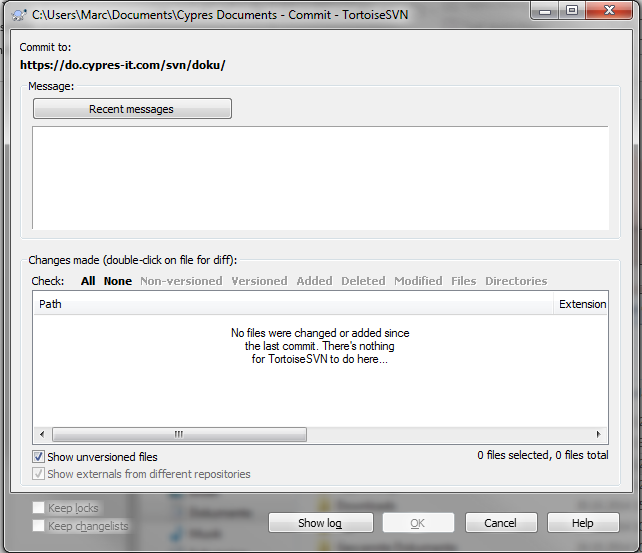 C:\Users\Marc\Documents\Cypres Documents - Commit - TortoiseSVN
Commit to:
https://do.cypres-it.com/svn/doku/
Message:
Recent messages
Changes made (double-click on file for diff):
Check: All None Non-versioned Versioned Added Deleted Modified Files Directories
Path Extension
No files were changed or added since
the last commit. There's nothing
for TortoiseSVN to do here...
Show unversioned files
0 files selected, 0 files total
Show externals from different repositories
Keep locks
Keep changelists
Show log OK Cancel Help